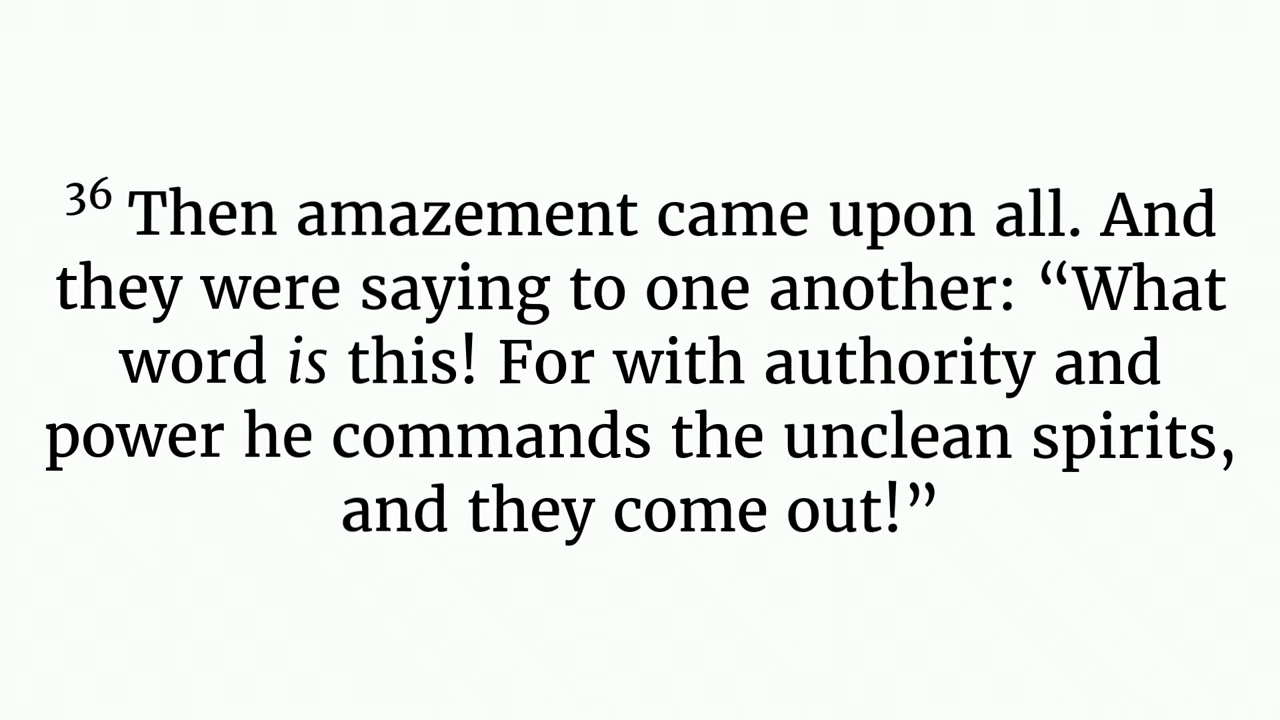 36 Then amazement came upon all. And
they were saying to one another: “What
word is this! For with authority and
power he commands the unclean spirits,
and they come out!”